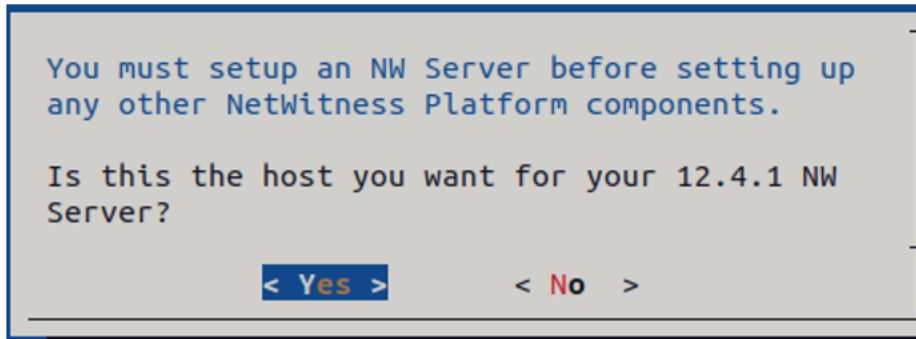 You must setup an NW Server before setting up
any other NetWitness Platform components.
Is this the host you want for your 12.4.1 NW
Server?
< Yes > < No >